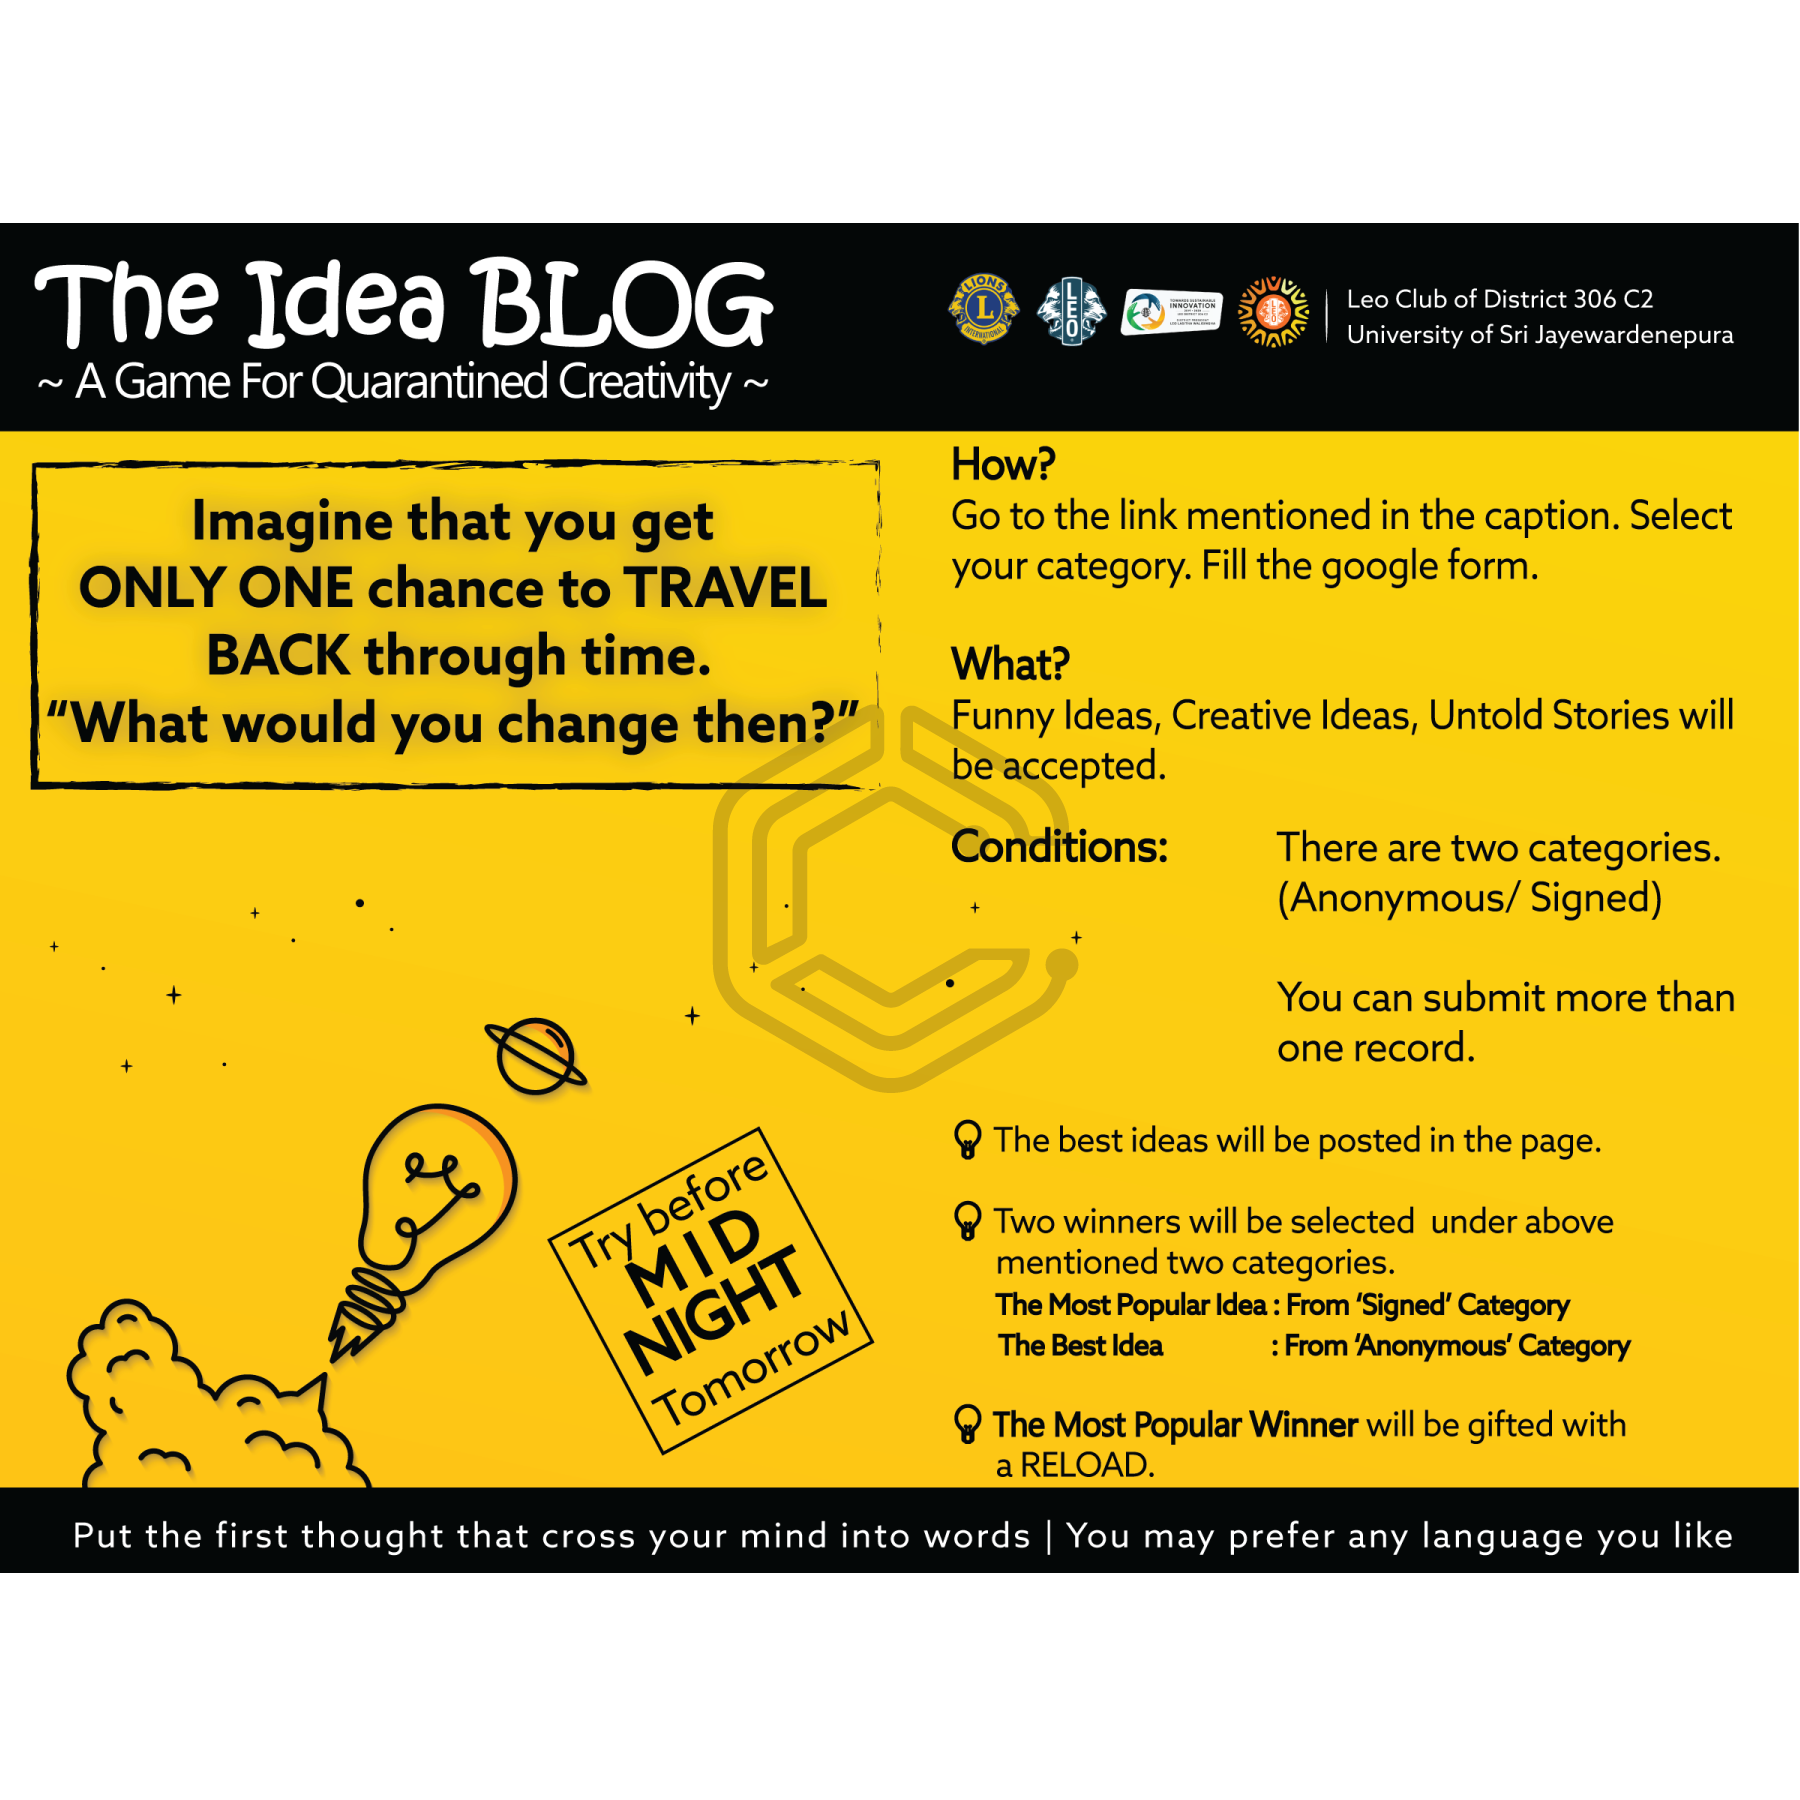 The Idea BLOG
~ A Game For Quarantined Creativity ~
LIONS
L
INTERNATIONAL
LEO
TOWARDS SUSTAINABLE
INNOVATION
Leo Club of District 306 C2
University of Sri Jayewardenepura
Imagine that you get
ONLY ONE chance to TRAVEL
BACK through time.
“What would you change then?”
How?
Go to the link mentioned in the caption. Select
your category. Fill the google form.
What?
Funny Ideas, Creative Ideas, Untold Stories will
be accepted.
Conditions:
There are two categories.
(Anonymous/ Signed)
You can submit more than
one record.
Try before
MID
NIGHT
Tomorrow
The best ideas will be posted in the page.
Two winners will be selected under above
mentioned two categories.
The Most Popular Idea : From ‘Signed’ Category
The Best Idea : From ‘Anonymous’ Category
The Most Popular Winner will be gifted with
a RELOAD.
Put the first thought that cross your mind into words | You may prefer any language you like